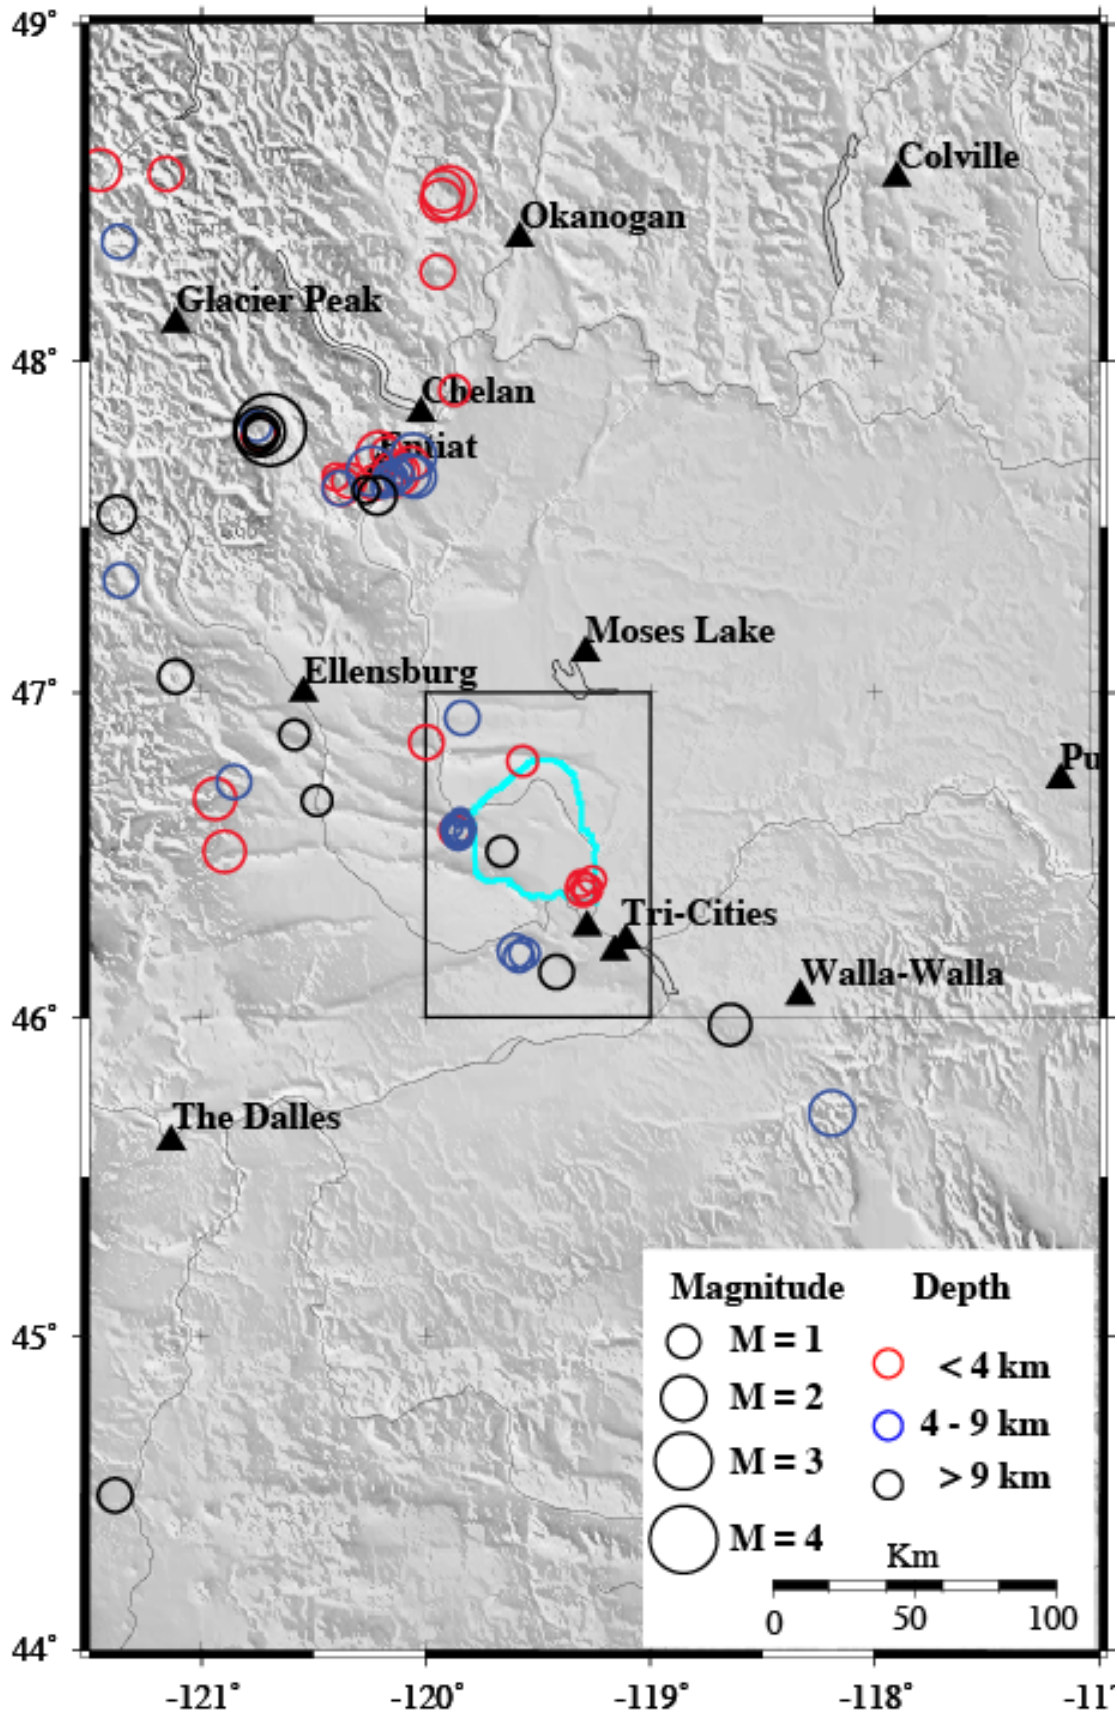 49°
Colville
Okanogan
Glacier Peak
48°
Chelan
Entiat
Moses Lake
Ellensburg
47°
Pu
Tri-Cities
Walla-Walla
46°
The Dalles
Magnitude Depth
M = 1
< 4 km
M = 2
4 - 9 km
M = 3
> 9 km
M = 4
Km
0 50 100
45°
44°
-121° -120° -119° -118° -117